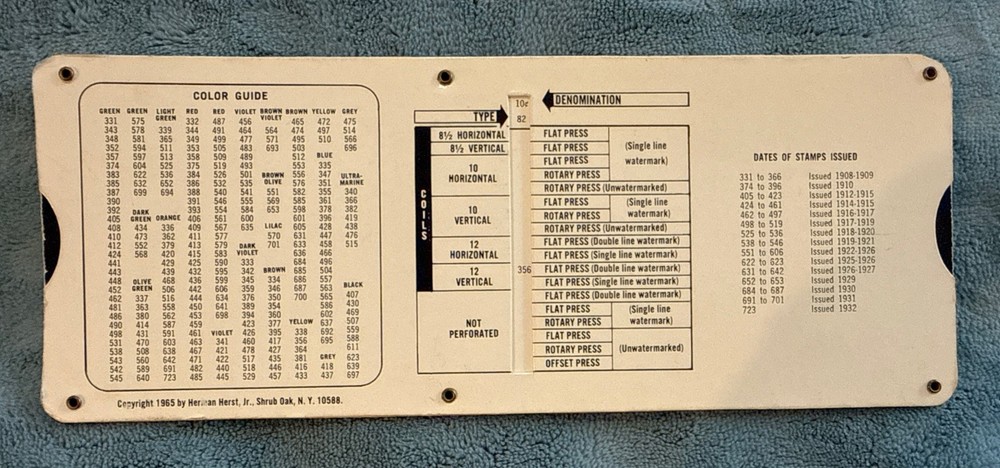 COLOR GUIDE
GREEN GREEN LIGHT GREEN RED RED VIOLET BROWN VIOLET BROWN YELLOW GREY
331 575 332 487 456 465 472 475
343 578 339 344 491 464 564 474 497 514
348 581 365 349 499 477 571 495 510 566
352 594 511 353 505 483 693 503 696
357 597 513 358 509 489 512 BLUE
374 604 525 375 519 493 553 335
383 622 536 384 526 501 BROWN OLIVE 556 347 ULTRA-MARINE
385 632 652 386 532 535 576 351
387 699 694 388 540 541 551 582 355 340
390 391 546 555 569 585 361 366
392 DARK GREEN ORANGE 393 554 584 653 598 378 382
405 406 561 600 601 396 419
408 434 336 409 567 635 LILAC 605 428 438
410 473 362 411 577 570 631 447 476
412 552 379 413 579 DARK VIOLET 701 633 458 515
424 568 420 415 583 636 466
441 429 425 590 333 684 496
443 439 432 595 342 BROWN 685 504
448 OLIVE GREEN 468 436 599 345 334 686 557
452 506 442 606 359 346 687 563 BLACK
462 337 516 444 634 376 350 700 565 407
481 363 558 450 641 389 354 586 430
486 380 562 453 698 394 360 602 469
490 414 587 459 423 377 YELLOW 637 507
498 431 591 461 VIOLET 426 395 338 692 559
531 470 603 463 341 460 427 356 695 588
538 508 638 467 421 478 427 364 611
543 560 642 471 422 517 435 381 GREY 623
542 589 691 482 440 518 446 416 418 639
545 640 723 485 445 529 457 433 437 697
Copyright 1965 by Herman Herst, Jr., Shrub Oak, N. Y. 10588.
10¢
DENOMINATION
TYPE
82
COILS
8½ HORIZONTAL
8½ VERTICAL
10 HORIZONTAL
10 VERTICAL
12 HORIZONTAL
12 VERTICAL
NOT PERFORATED
356
FLAT PRESS
FLAT PRESS
FLAT PRESS
(Single line watermark)
ROTARY PRESS
ROTARY PRESS (Unwatermarked)
FLAT PRESS
ROTARY PRESS
(Single line watermark)
ROTARY PRESS (Unwatermarked)
FLAT PRESS (Double line watermark)
FLAT PRESS (Single line watermark)
FLAT PRESS (Double line watermark)
FLAT PRESS (Single line watermark)
FLAT PRESS (Double line watermark)
FLAT PRESS
ROTARY PRESS
(Single line watermark)
FLAT PRESS
ROTARY PRESS
OFFSET PRESS
(Unwatermarked)
DATES OF STAMPS ISSUED
331 to 366 Issued 1908-1909
374 to 396 Issued 1910
405 to 423 Issued 1912-1915
424 to 461 Issued 1914-1915
462 to 497 Issued 1916-1917
498 to 519 Issued 1917-1919
525 to 536 Issued 1918-1920
538 to 546 Issued 1919-1921
551 to 606 Issued 1922-1926
622 to 623 Issued 1925-1926
631 to 642 Issued 1926-1927
652 to 653 Issued 1929
684 to 687 Issued 1930
691 to 701 Issued 1931
723 Issued 1932